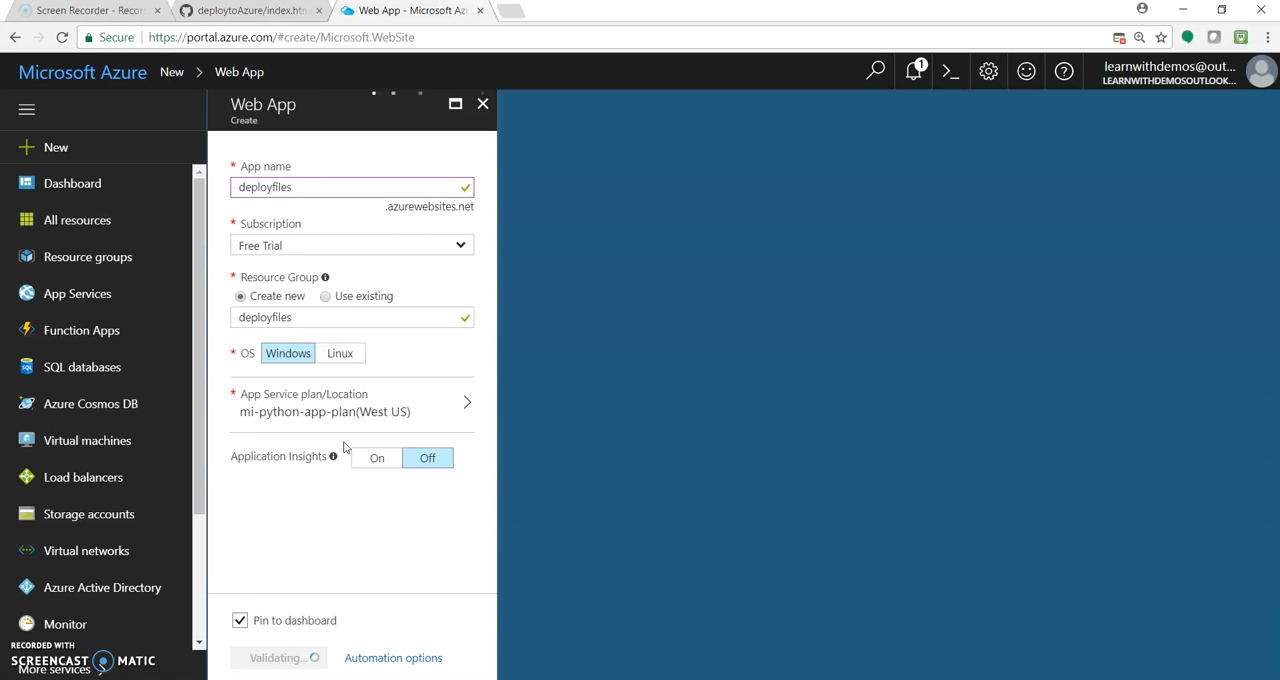 Screen Recorder - Recor
deploytoAzure/index.htm
Web App - Microsoft Az
Secure
https://portal.azure.com/#create/Microsoft.WebSite
Microsoft Azure New > Web App
1
learnwithdemos@out...
LEARNWITHDEMOSOUTLOOK...
New
Dashboard
All resources
Resource groups
App Services
Function Apps
SQL databases
Azure Cosmos DB
Virtual machines
Load balancers
Storage accounts
Virtual networks
Azure Active Directory
Monitor
More services
RECORDED WITH
SCREENCAST MATIC
Web App
Create
* App name
deployfiles
.azurewebsites.net
* Subscription
Free Trial
* Resource Group
Create new Use existing
deployfiles
* OS Windows Linux
* App Service plan/Location
mi-python-app-plan(West US)
Application Insights On Off
Pin to dashboard
Validating... Automation options